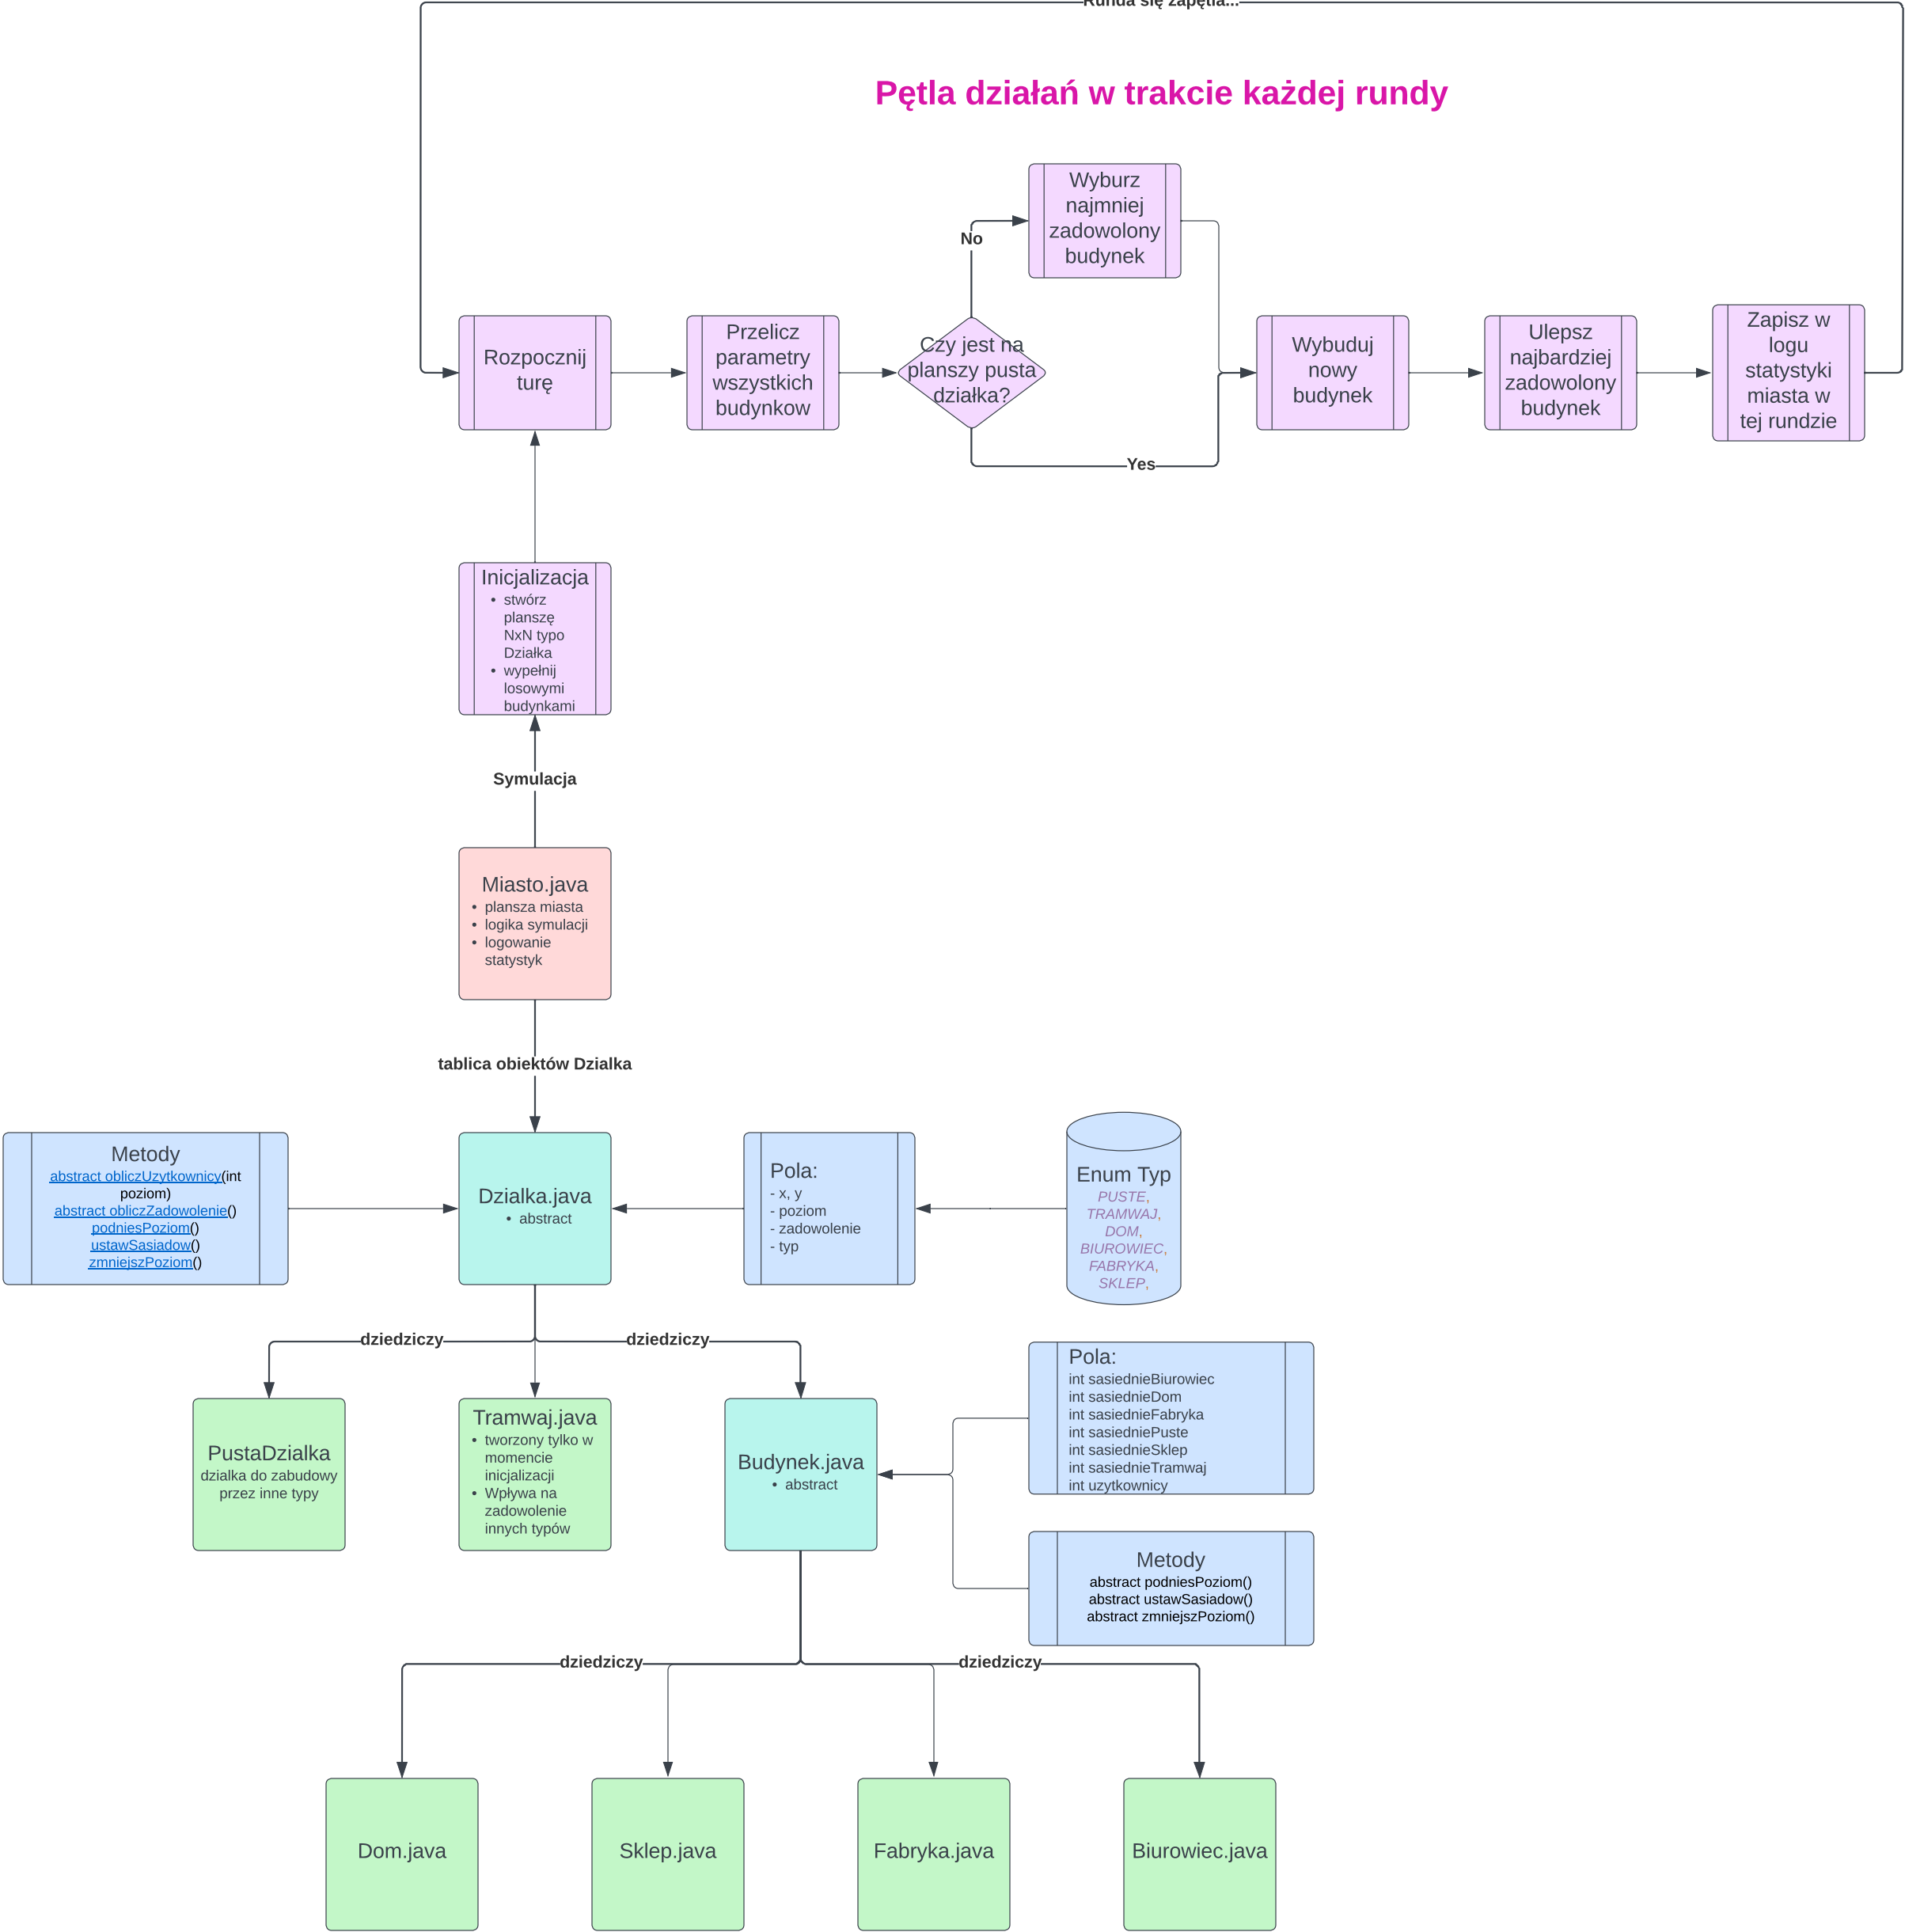 Runda się zapętla...
Pętla działań w trakcie każdej rundy
Wyburz
najmniej
zadowolony
budynek
No
Rozpocznij
turę
Przelicz
parametry
wszystkich
budynkow
Czy jest na
planszy pusta
działka?
Wybuduj
nowy
budynek
Ulepsz
najbardziej
zadowolony
budynek
Zapisz w
logu
statystyki
miasta w
tej rundzie
Yes
Inicjalizacja
• stwórz
planszę
NxN typo
Działka
• wypełnij
losowymi
budynkami
Symulacja
Miasto.java
• plansza miasta
• logika symulacji
• logowanie
statystyk
tablica obiektów Dzialka
Metody
abstract obliczUzytkownicy(int
poziom)
abstract obliczZadowolenie()
podniesPoziom()
ustawSasiadow()
zmniejszPoziom()
Dzialka.java
• abstract
Pola:
- x, y
- poziom
- zadowolenie
- typ
Enum Typ
PUSTE,
TRAMWAJ,
DOM,
BIUROWIEC,
FABRYKA,
SKLEP,
dziedziczy
dziedziczy
PustaDzialka
dzialka do zabudowy
przez inne typy
Tramwaj.java
• tworzony tylko w
momencie
inicjalizacji
• Wpływa na
zadowolenie
innych typów
Budynek.java
• abstract
Pola:
int sasiednieBiurowiec
int sasiednieDom
int sasiednieFabryka
int sasiedniePuste
int sasiednieSklep
int sasiednieTramwaj
int uzytkownicy
Metody
abstract podniesPoziom()
abstract ustawSasiadow()
abstract zmniejszPoziom()
dziedziczy
dziedziczy
Dom.java
Sklep.java
Fabryka.java
Biurowiec.java